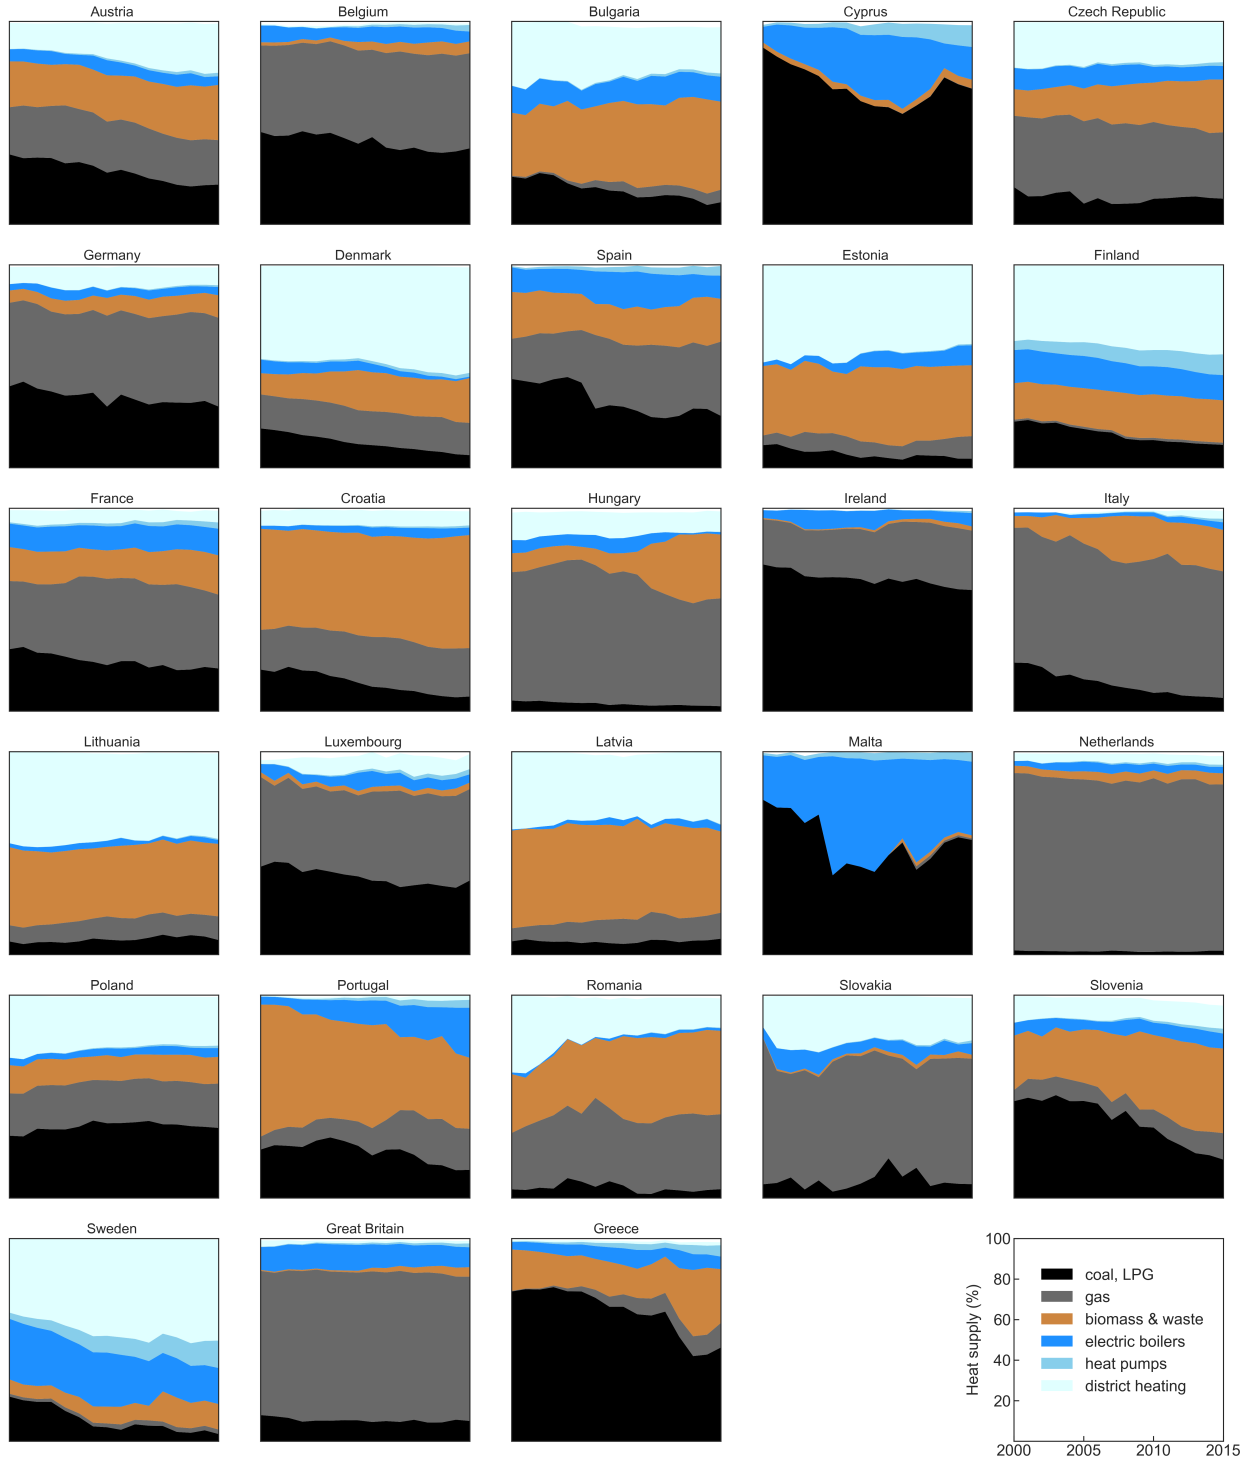 Austria
Belgium
Bulgaria
Cyprus
Czech Republic
Germany
Denmark
Spain
Estonia
Finland
France
Croatia
Hungary
Ireland
Italy
Lithuania
Luxembourg
Latvia
Malta
Netherlands
Poland
Portugal
Romania
Slovakia
Slovenia
Sweden
Great Britain
Greece
Heat supply (%)
100
80
60
40
20
coal, LPG
gas
biomass & waste
electric boilers
heat pumps
district heating
2000 2005 2010 2015